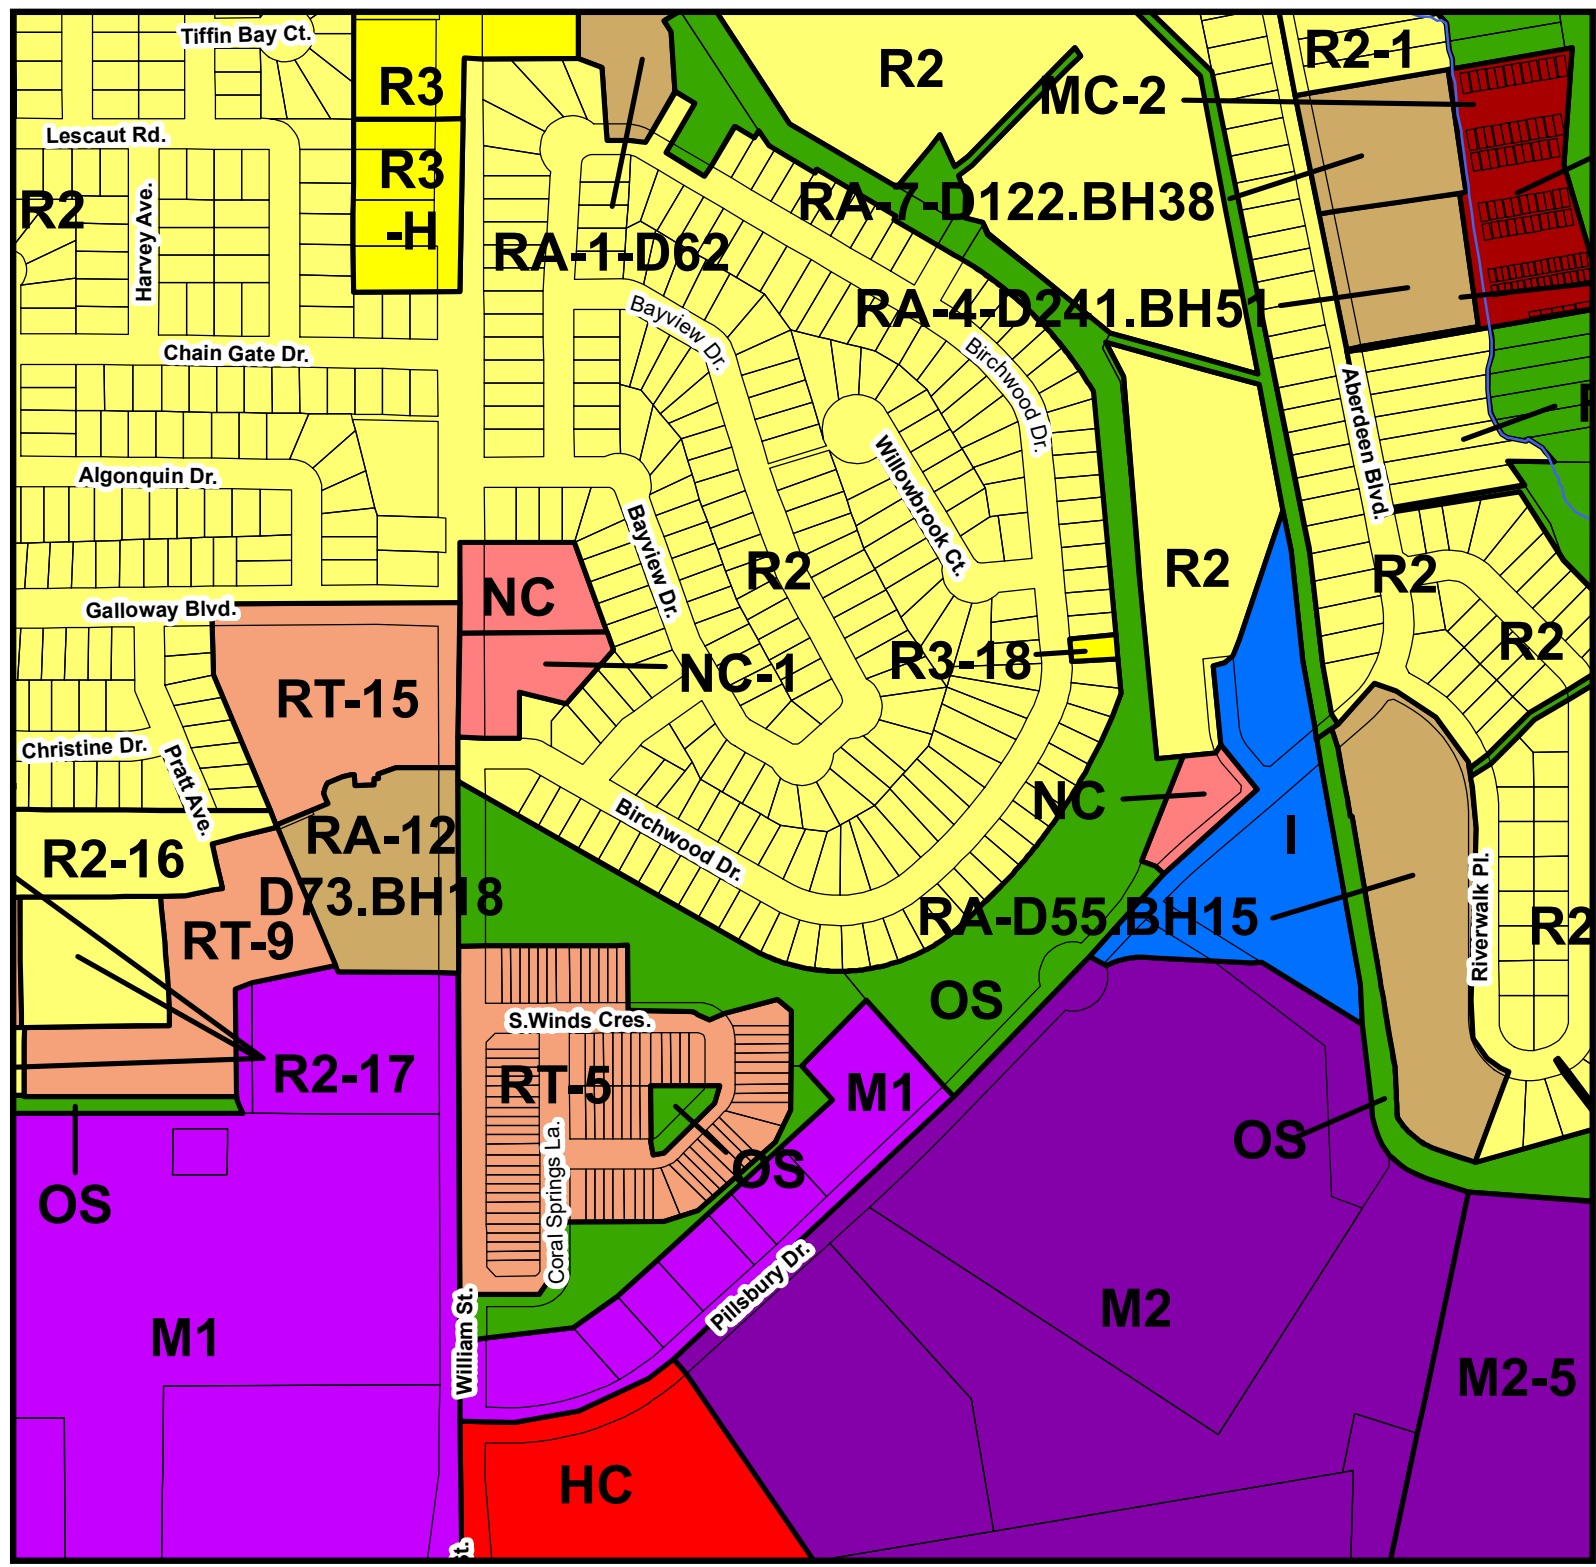 Tiffin Bay Ct.
R3
R2
R2-1
MC-2
Lescaut Rd.
R3
-H
R2
Harvey Ave.
RA-7-D122.BH38
RA-1-D62
RA-4-D241.BH51
Bayview Dr.
Birchwood Dr.
Chain Gate Dr.
Aberdeen Blvd.
Algonquin Dr.
Willowbrook Ct.
Bayview Dr.
R2
R2
R2
NC
Galloway Blvd.
R2
R3-18
NC-1
RT-15
Christine Dr.
Pratt Ave.
NC
Birchwood Dr.
I
RA-12
D73.BH18
R2-16
RT-9
RA-D55.BH15
Riverwalk Pl.
R2
OS
S.Winds Cres.
R2-17
RT-5
M1
Coral Springs La.
OS
OS
OS
Pillsbury Dr.
William St.
M1
M2
M2-5
HC
St.